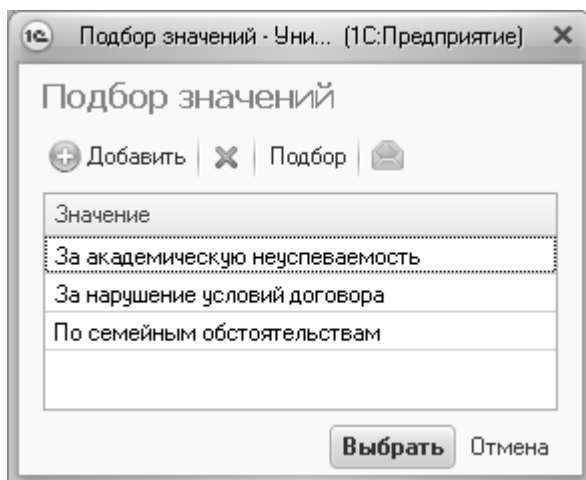 1С Подбор значений - Уни... (1С:Предприятие)
Подбор значений
Добавить Подбор
Значение
За академическую неуспеваемость
За нарушение условий договора
По семейным обстоятельствам
Выбрать Отмена